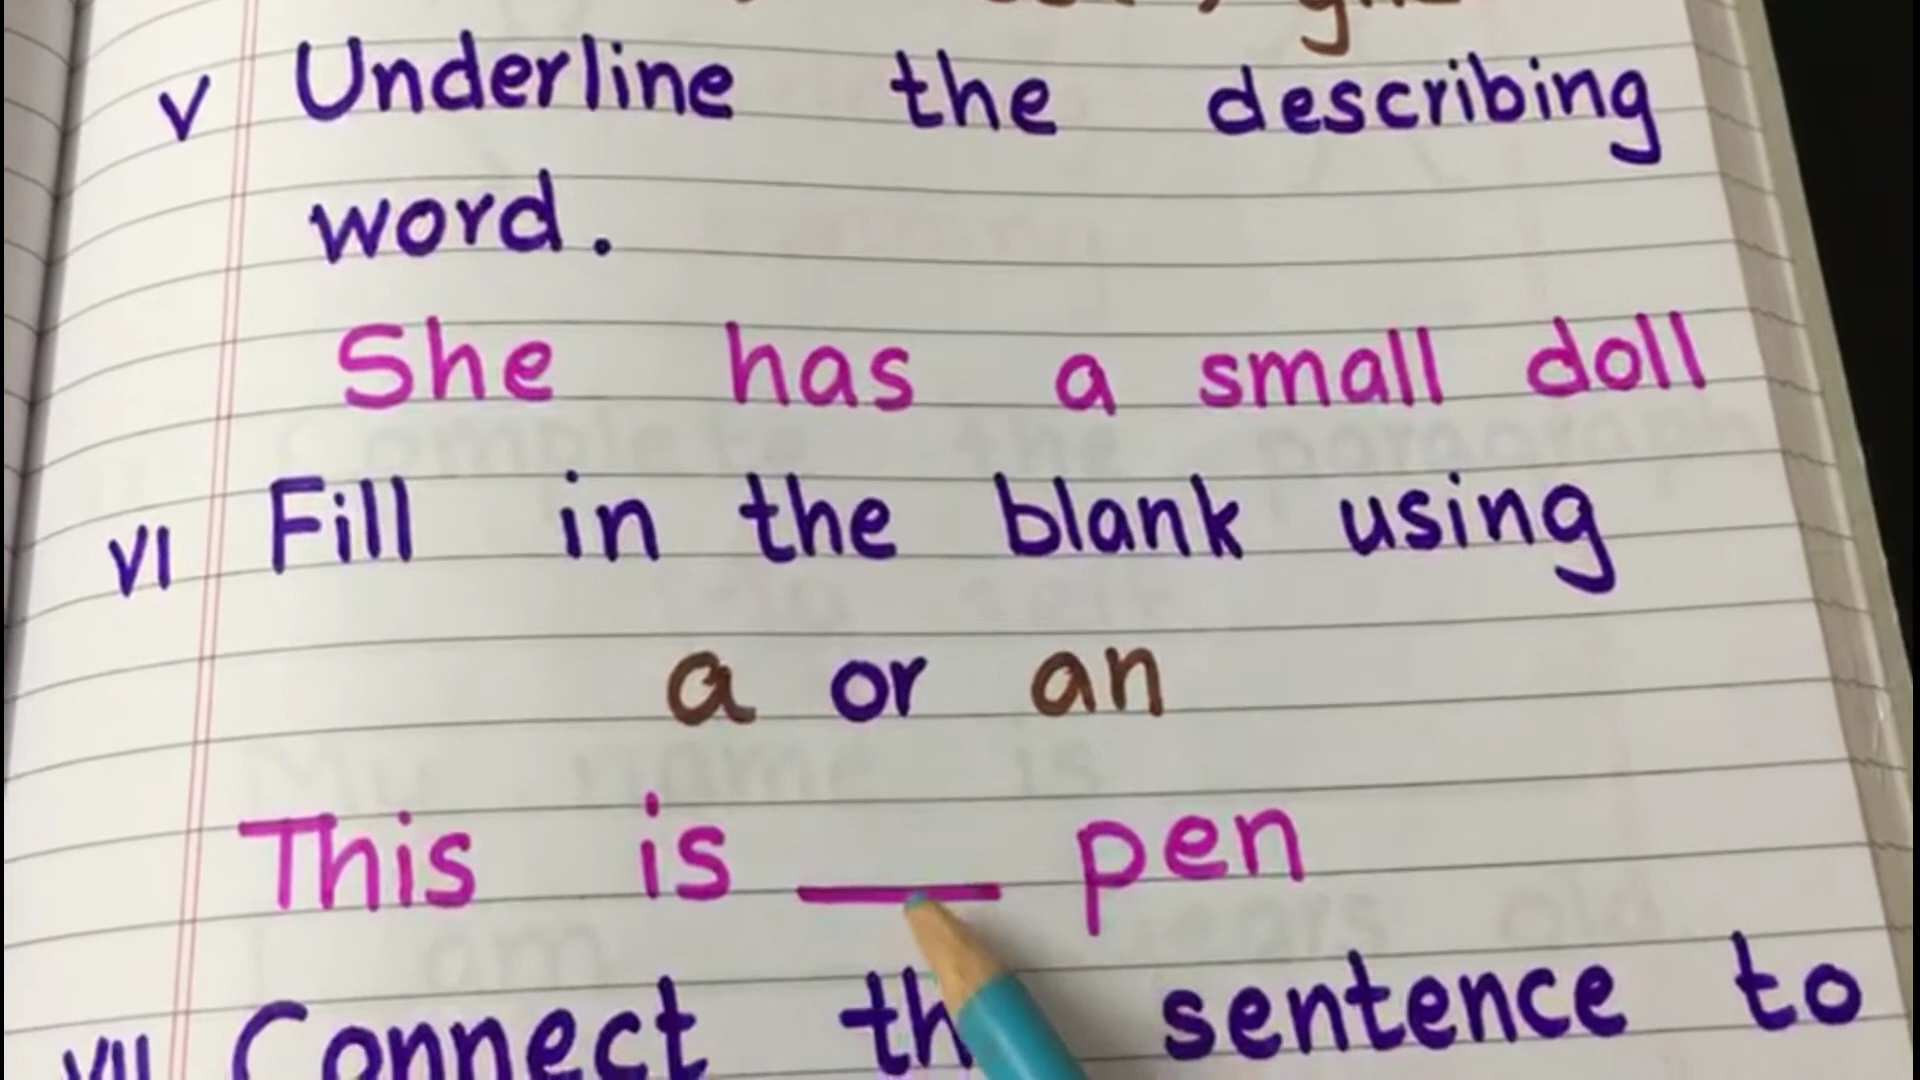 V Underline the describing
word.
She has a small doll
VI Fill in the blank using
a or an
This is ___ pen
VII Connect sentence to